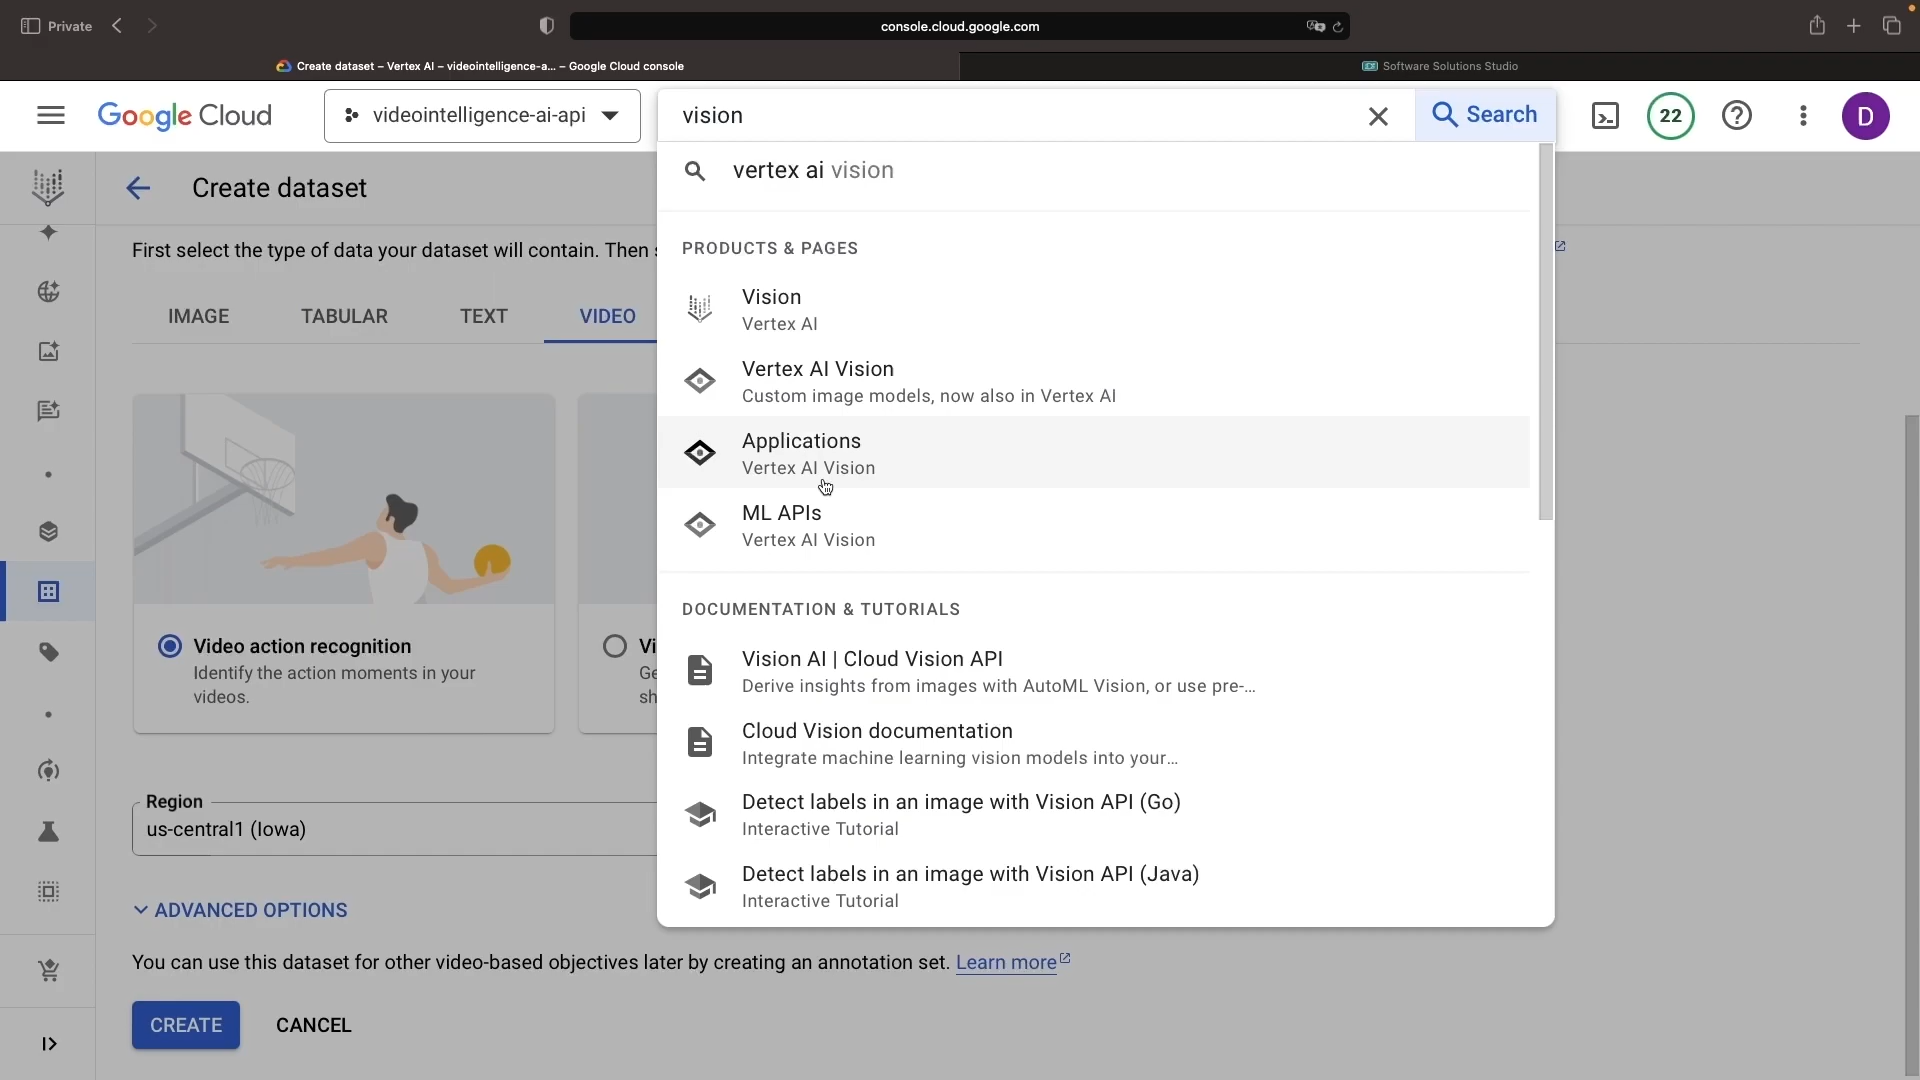 Private
console.cloud.google.com
Create dataset – Vertex AI – videointelligence-a... – Google Cloud console
Software Solutions Studio
Google Cloud
videointelligence-ai-api
vision
Search
22
D
vertex ai vision
Create dataset
First select the type of data your dataset will contain. Then
IMAGE
TABULAR
TEXT
VIDEO
PRODUCTS & PAGES
Vision
Vertex AI
Vertex AI Vision
Custom image models, now also in Vertex AI
Applications
Vertex AI Vision
ML APIs
Vertex AI Vision
DOCUMENTATION & TUTORIALS
Vision AI | Cloud Vision API
Derive insights from images with AutoML Vision, or use pre-...
Cloud Vision documentation
Integrate machine learning vision models into your...
Detect labels in an image with Vision API (Go)
Interactive Tutorial
Detect labels in an image with Vision API (Java)
Interactive Tutorial
Video action recognition
Identify the action moments in your
videos.
Vi
Ge
sh
Region
us-central1 (Iowa)
ADVANCED OPTIONS
You can use this dataset for other video-based objectives later by creating an annotation set. Learn more
CREATE
CANCEL